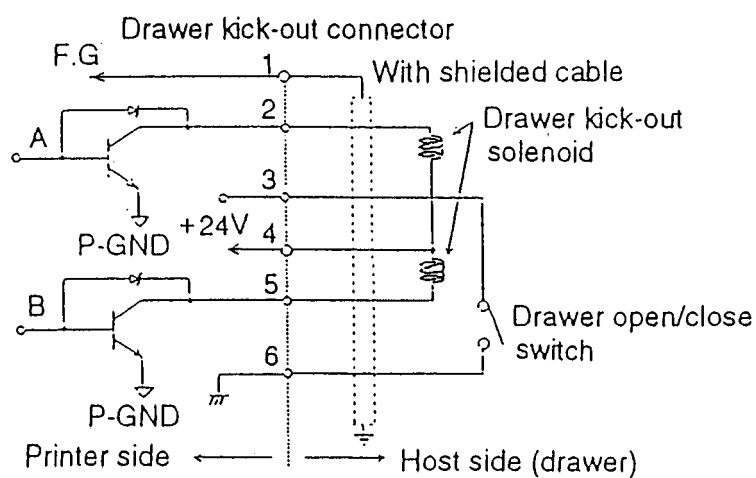 Drawer kick-out connector
F.G
1
With shielded cable
A
2
Drawer kick-out
solenoid
3
+24V
P-GND
4
B
5
Drawer open/close
switch
6
P-GND
Printer side
Host side (drawer)